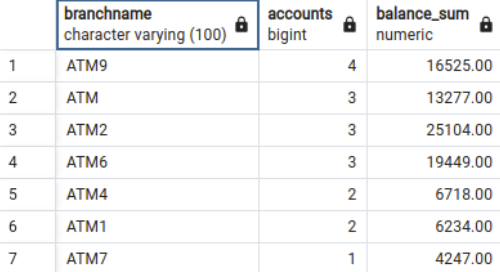 branchname accounts balance_sum
character varying (100) bigint numeric
1 ATM9 4 16525.00
2 ATM 3 13277.00
3 ATM2 3 25104.00
4 ATM6 3 19449.00
5 ATM4 2 6718.00
6 ATM1 2 6234.00
7 ATM7 1 4247.00